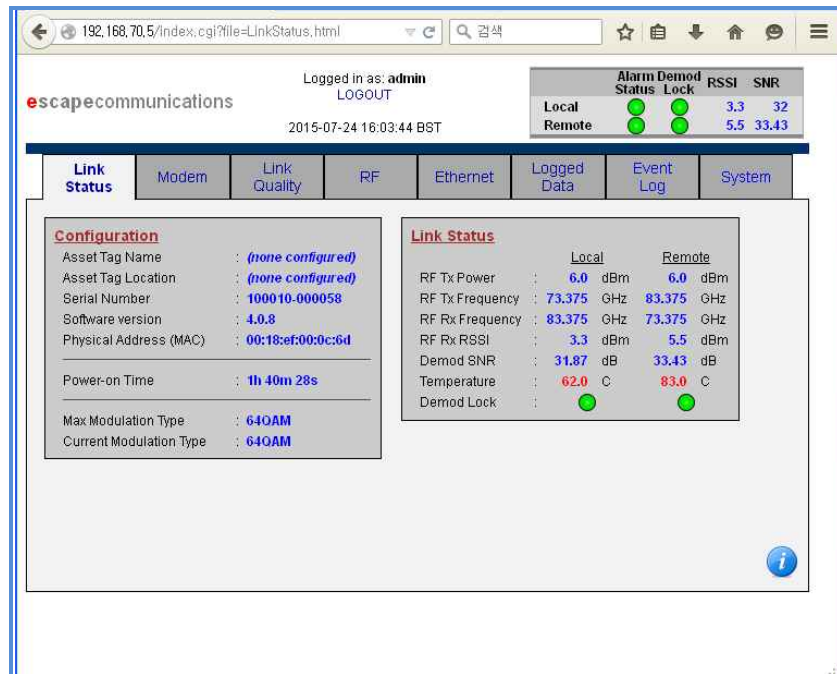 192,168,70,5/index.cgi?file=LinkStatus.html
검색
escapecommunications
Logged in as: admin
LOGOUT
2015-07-24 16:03:44 BST
Alarm Status Demod Lock RSSI SNR
Local 3.3 32
Remote 5.5 33.43
Link Status
Modem
Link Quality
RF
Ethernet
Logged Data
Event Log
System
Configuration
Asset Tag Name : (none configured)
Asset Tag Location : (none configured)
Serial Number : 100010-000058
Software version : 4.0.8
Physical Address (MAC) : 00:18:ef:00:0c:6d
Power-on Time : 1h 40m 28s
Max Modulation Type : 64QAM
Current Modulation Type : 64QAM
Link Status
Local Remote
RF Tx Power : 6.0 dBm 6.0 dBm
RF Tx Frequency : 73.375 GHz 83.375 GHz
RF Rx Frequency : 83.375 GHz 73.375 GHz
RF Rx RSSI : 3.3 dBm 5.5 dBm
Demod SNR : 31.87 dB 33.43 dB
Temperature : 62.0 C 83.0 C
Demod Lock :
i